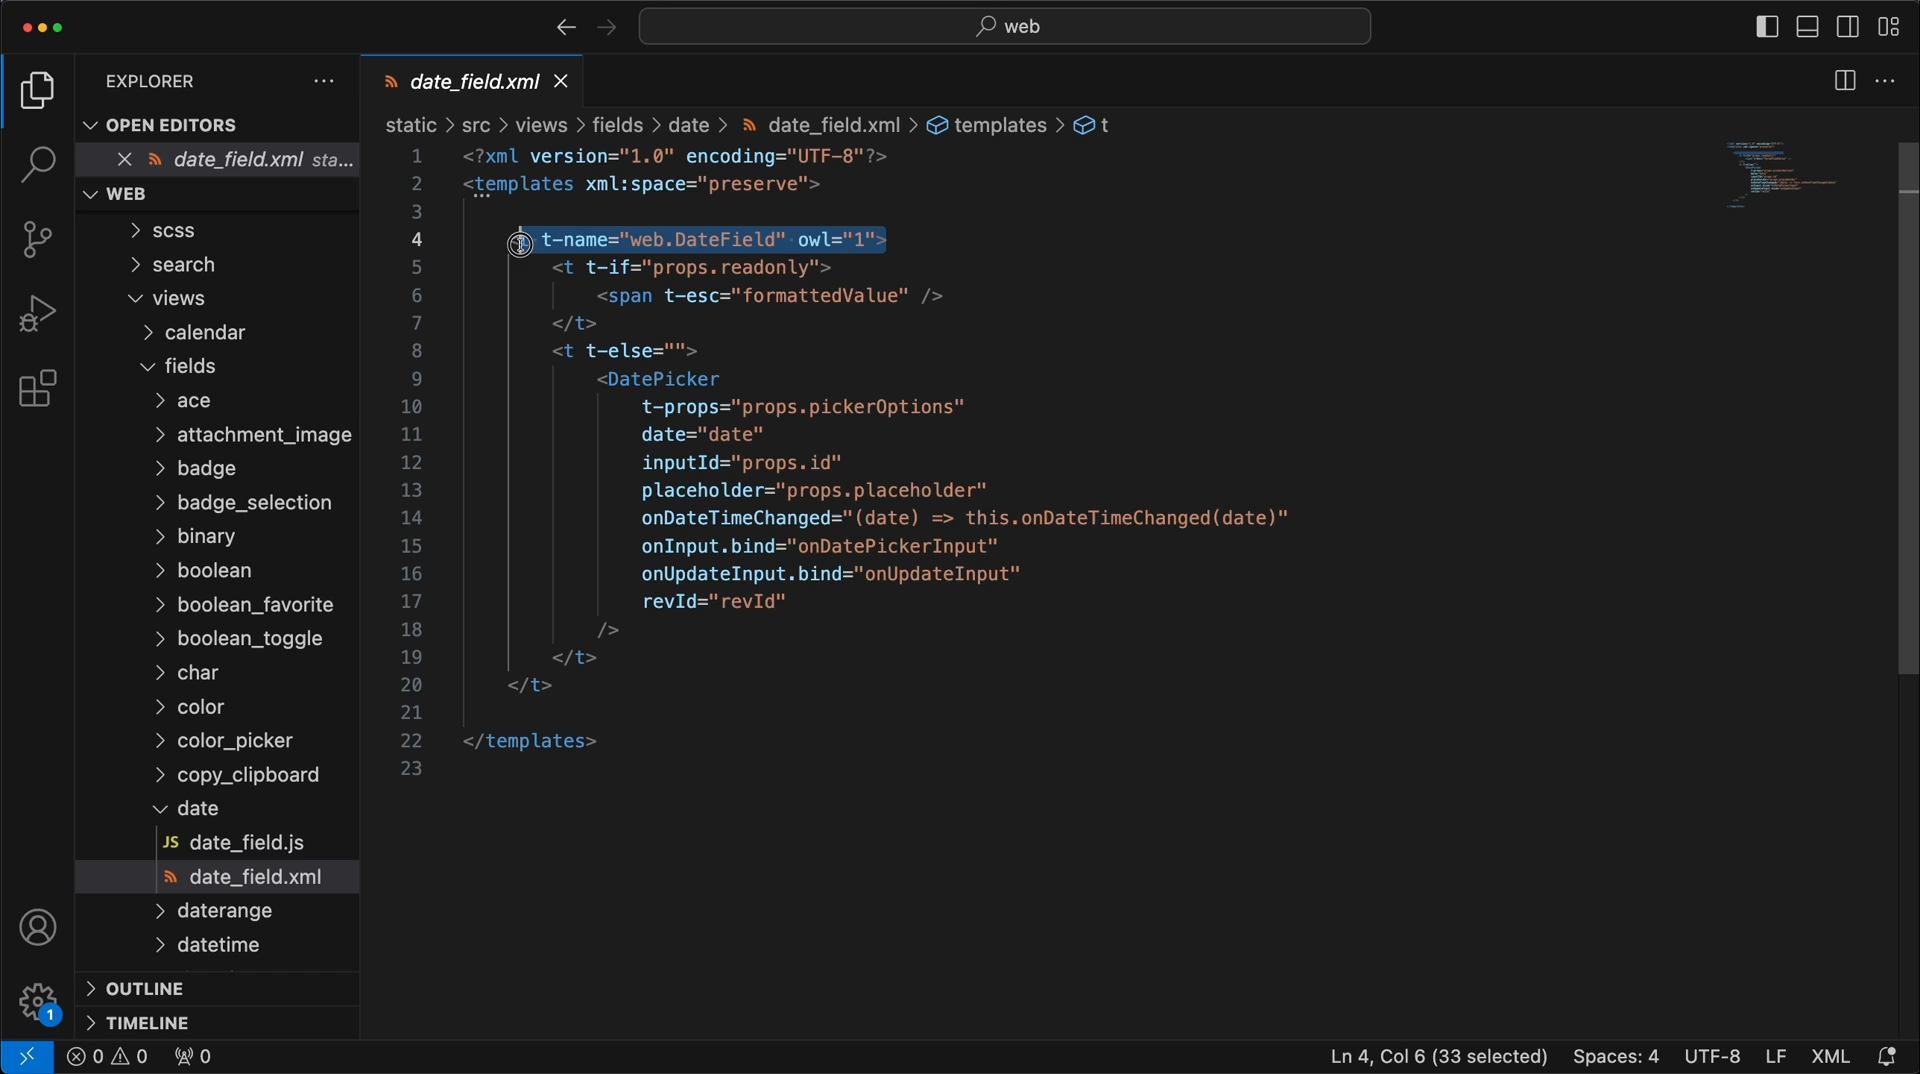 web
EXPLORER
date_field.xml
OPEN EDITORS
date_field.xml sta...
WEB
scss
search
views
calendar
fields
ace
attachment_image
badge
badge_selection
binary
boolean
boolean_favorite
boolean_toggle
char
color
color_picker
copy_clipboard
date
JS date_field.js
date_field.xml
daterange
datetime
OUTLINE
TIMELINE
static > src > views > fields > date > date_field.xml > templates > t
1 <?xml version="1.0" encoding="UTF-8"?>
2 <templates xml:space="preserve">
3
4 t-name="web.DateField" owl="1">
5 <t t-if="props.readonly">
6 <span t-esc="formattedValue" />
7 </t>
8 <t t-else="">
9 <DatePicker
10 t-props="props.pickerOptions"
11 date="date"
12 inputId="props.id"
13 placeholder="props.placeholder"
14 onDateTimeChanged="(date) => this.onDateTimeChanged(date)"
15 onInput.bind="onDatePickerInput"
16 onUpdateInput.bind="onUpdateInput"
17 revId="revId"
18 />
19 </t>
20 </t>
21
22 </templates>
23
1
0 0 0
Ln 4, Col 6 (33 selected) Spaces: 4 UTF-8 LF XML